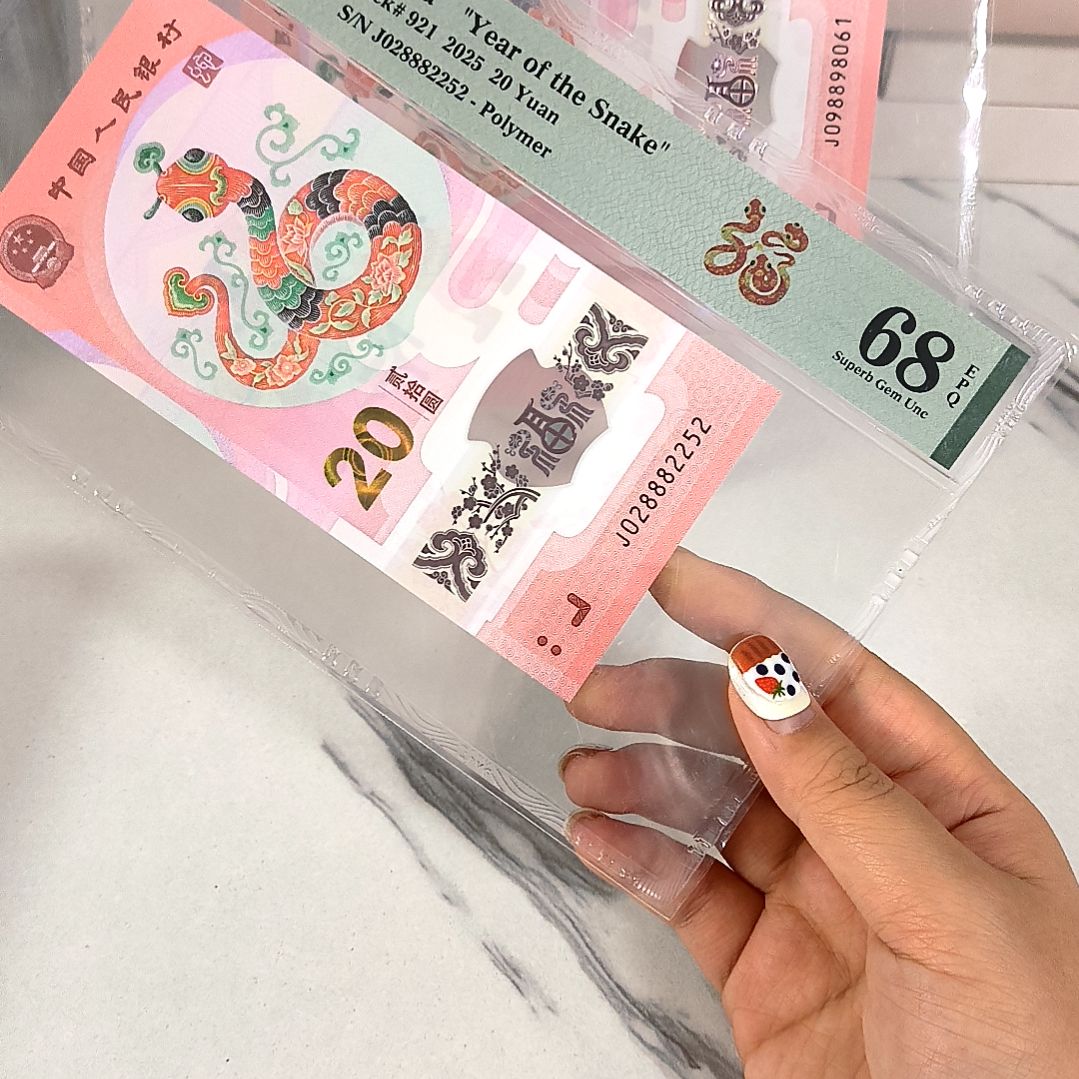 "Year of the Snake"
# 921 2025 20 Yuan
S/N J028882252 - Polymer
68
EPQ
Superb Gem Unc
中国人民银行
贰拾圆
20
J028882252
J098898061